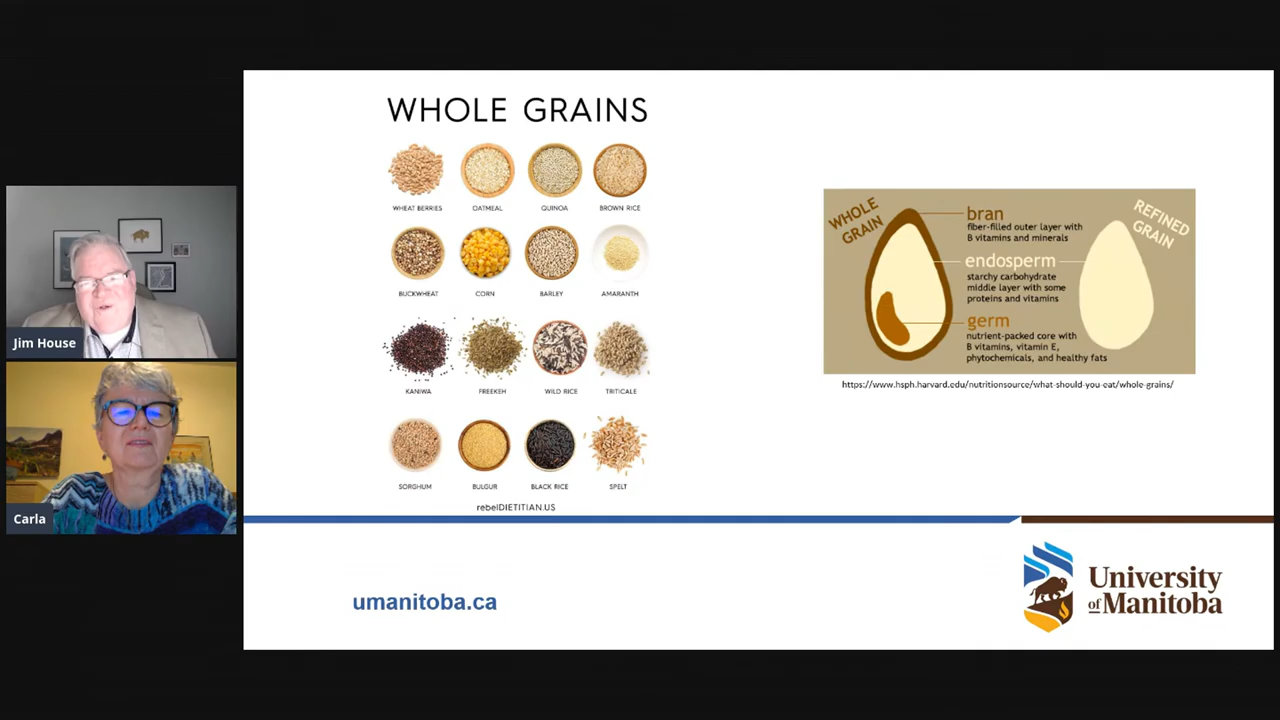 Jim House
Carla
WHOLE GRAINS
WHEAT BERRIES OATMEAL QUINOA BROWN RICE
BUCKWHEAT CORN BARLEY AMARANTH
KANIWA FREEKEH WILD RICE TRITICALE
SORGHUM BULGUR BLACK RICE SPELT
rebelDIETITIAN.US
WHOLE
GRAIN
bran
fiber-filled outer layer with
B vitamins and minerals
endosperm
starchy carbohydrate
middle layer with some
proteins and vitamins
germ
nutrient-packed core with
B vitamins, vitamin E,
phytochemicals, and healthy fats
REFINED
GRAIN
https://www.hsph.harvard.edu/nutritionsource/what-should-you-eat/whole-grains/
umanitoba.ca
University
of Manitoba